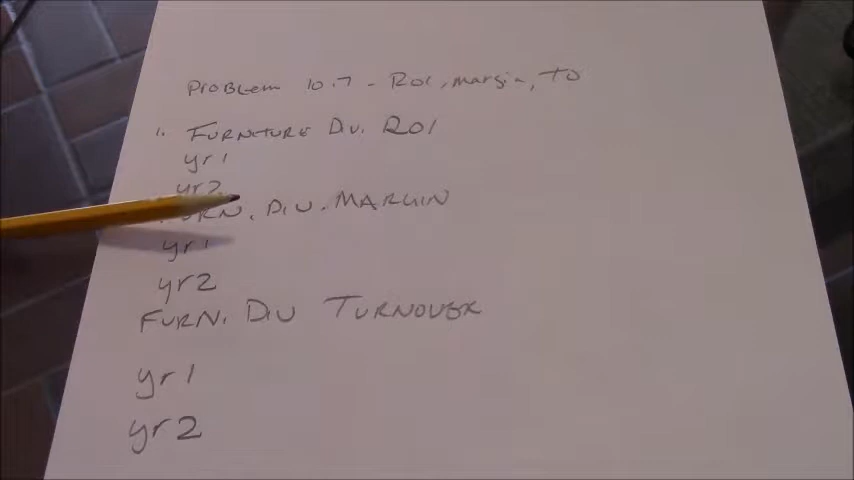 Problem 10.7 - ROI, margin, TO
1. FURNITURE Div. ROI
yr 1
yr 2
FURN. DIV. MARGIN
yr 1
yr 2
FURN. DIV TURNOVER
yr 1
yr 2